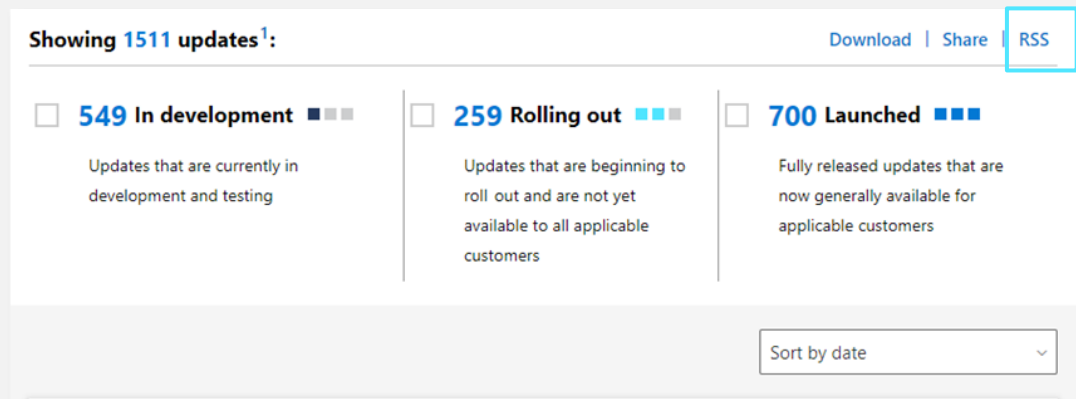 Showing 1511 updates1:
Download | Share | RSS
549 In development
Updates that are currently in
development and testing
259 Rolling out
Updates that are beginning to
roll out and are not yet
available to all applicable
customers
700 Launched
Fully released updates that are
now generally available for
applicable customers
Sort by date